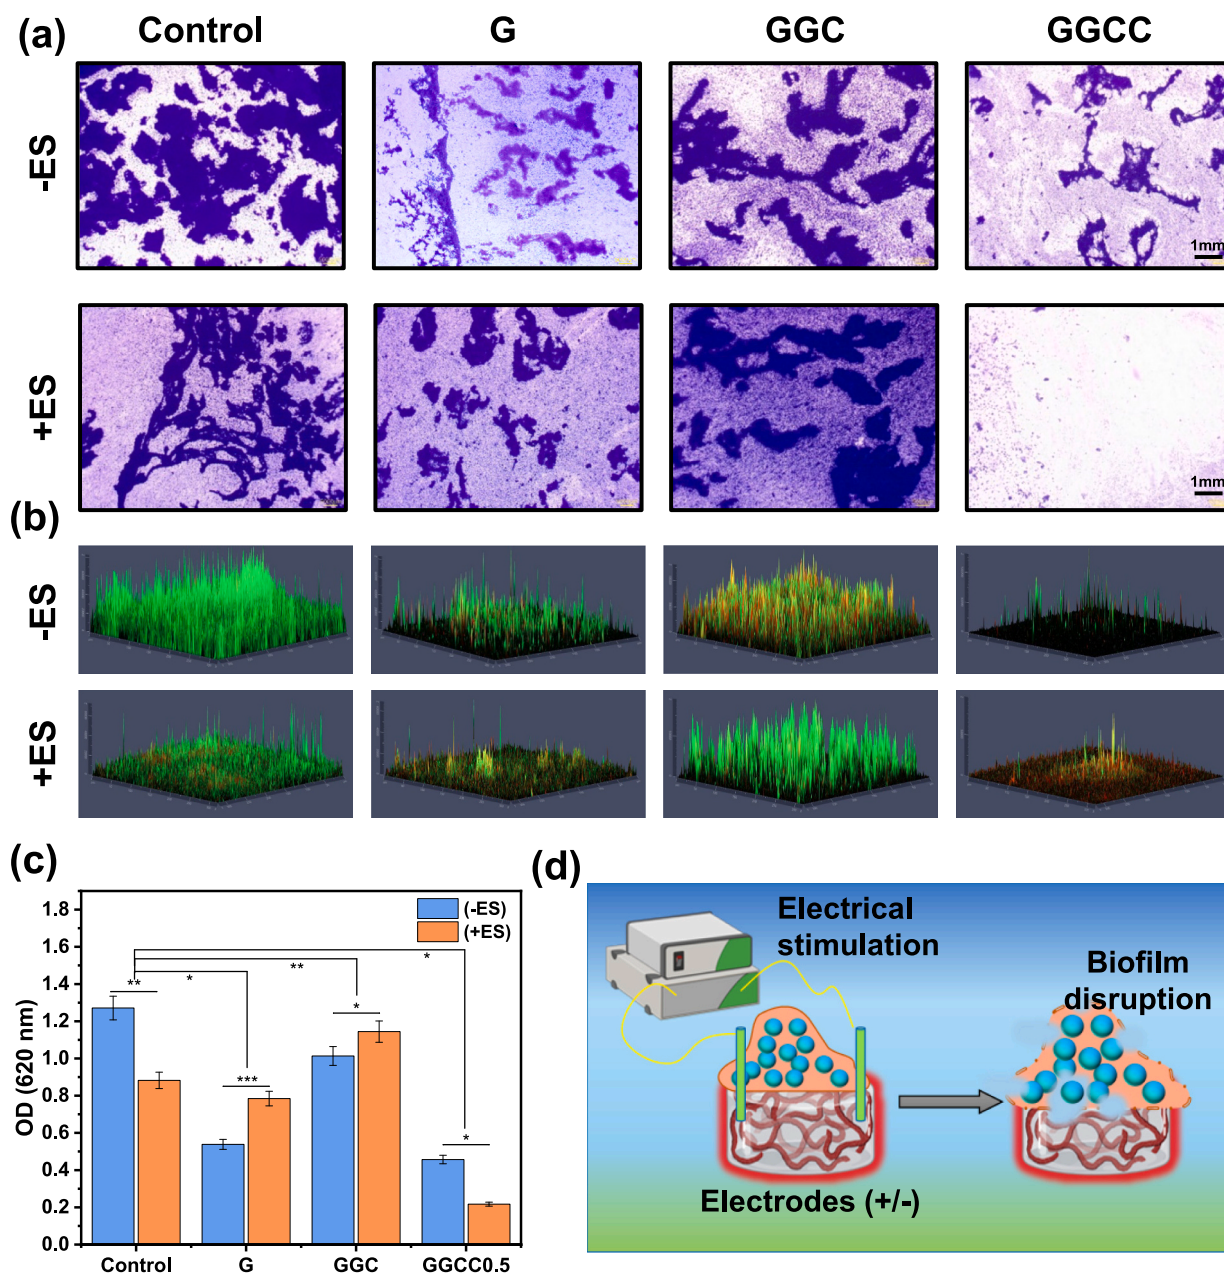 (a)
Control G GGC GGCC
-ES
1mm
+ES
1mm
(b)
-ES
+ES
(c)
1.8
1.6
1.4
1.2
1.0
0.8
0.6
0.4
0.2
0.0
OD (620 nm)
(-ES)
(+ES)
*
**
*
**
*
***
*
Control G GGC GGCC0.5
(d)
Electrical
stimulation
Biofilm
disruption
Electrodes (+/-)